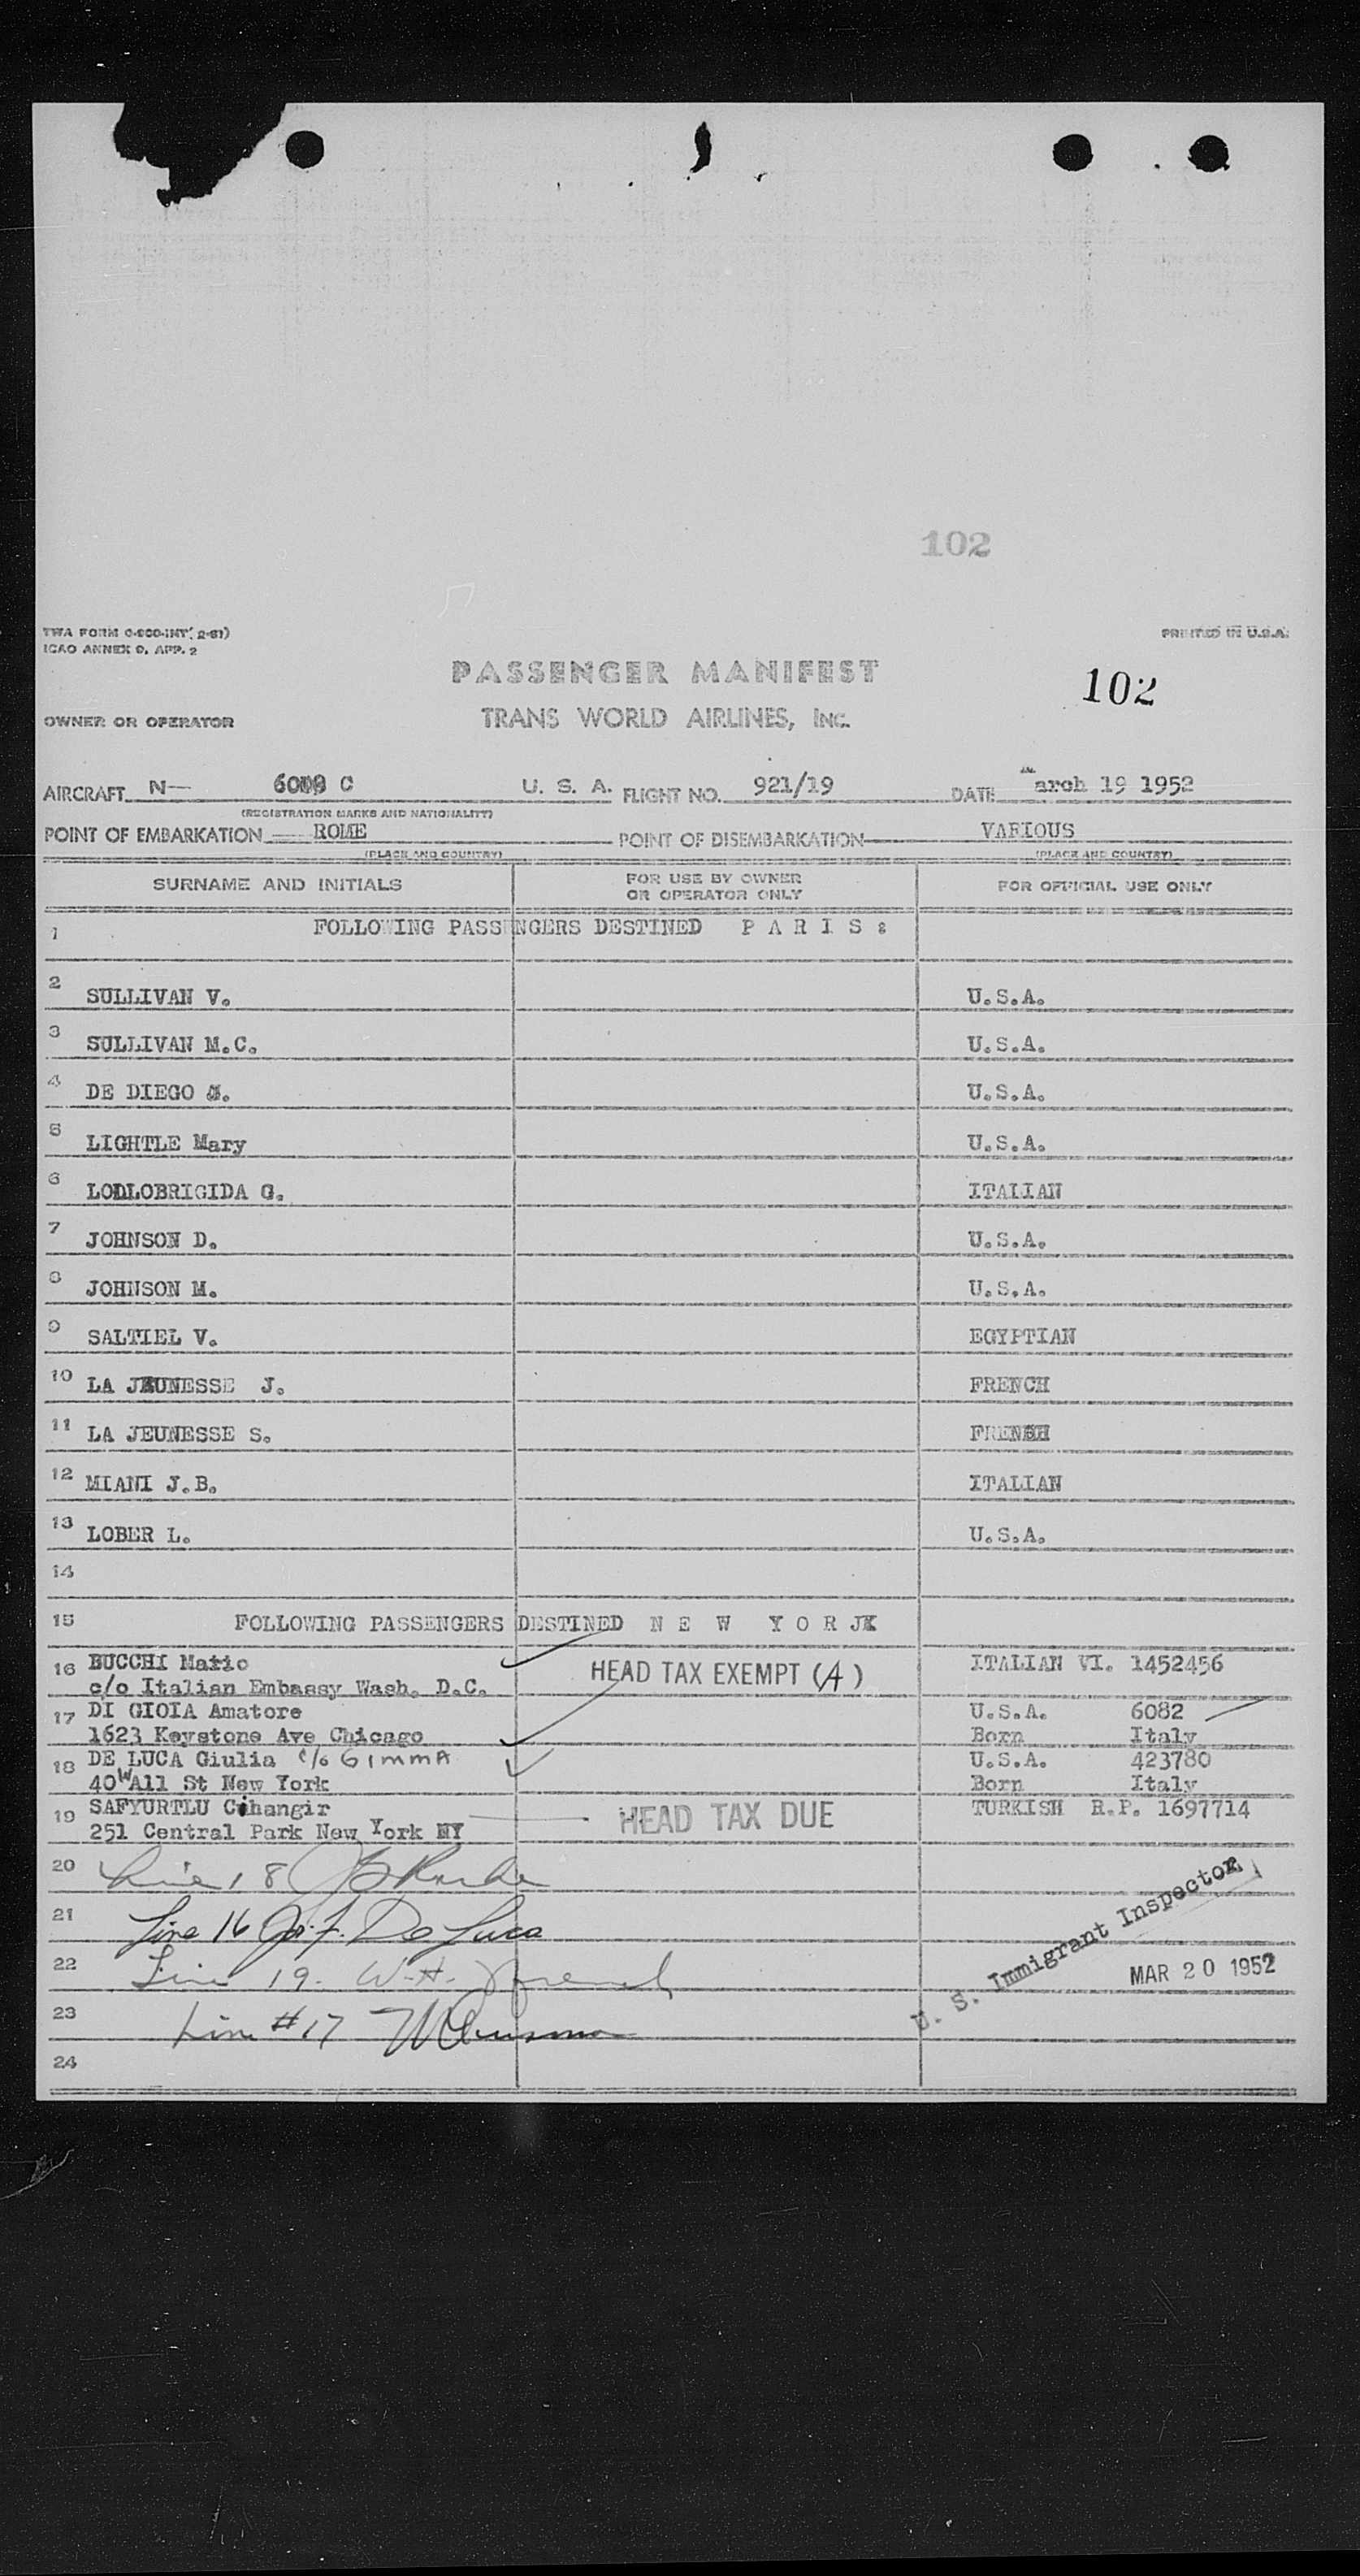 102
TWA FORM O-900-INT( 2-51)
ICAO ANNEX 9, APP. 2
PRINTED IN U.S.A.
PASSENGER MANIFEST
102
OWNER OR OPERATOR
TRANS WORLD AIRLINES, INC.
AIRCRAFT N— C U. S. A. FLIGHT NO. 921/19 DATE March 19 1952
(REGISTRATION MARKS AND NATIONALITY)
POINT OF EMBARKATION ROME POINT OF DISEMBARKATION VARIOUS
(PLACE AND COUNTRY) (PLACE AND COUNTRY)
SURNAME AND INITIALS FOR USE BY OWNER OR OPERATOR ONLY FOR OFFICIAL USE ONLY
1 FOLLOWING PASSENGERS DESTINED P A R I S :
2 SULLIVAN V. U.S.A.
3 SULLIVAN M.C. U.S.A.
4 DE DIEGO U.S.A.
5 LIGHTLE Mary U.S.A.
6 LOLLOBRIGIDA G. ITALIAN
7 JOHNSON D. U.S.A.
8 JOHNSON M. U.S.A.
9 SALTIEL V. EGYPTIAN
10 LA JEUNESSE J. FRENCH
11 LA JEUNESSE S. FRENCH
12 MIANI J.B. ITALIAN
13 LOBER L. U.S.A.
14
15 FOLLOWING PASSENGERS DESTINED N E W Y O R K
16 BUCCHI Mario HEAD TAX EXEMPT (A) ITALIAN VI. 1452456
c/o Italian Embassy Wash. D.C.
17 DI GIOIA Amatore U.S.A. 6082
1623 Keystone Ave Chicago Born Italy
18 DE LUCA Giulia c/o GIMMA U.S.A. 423780
40 Wall St New York Born Italy
19 SAFYURTLU Cihangir HEAD TAX DUE TURKISH R.P. 1697714
251 Central Park New York NY
20 Line 18
21 Line 16 Jos. F. De Luca
22 Line 19. W.H.
23 Line #17
24
U. S. Immigrant Inspector
MAR 20 1952